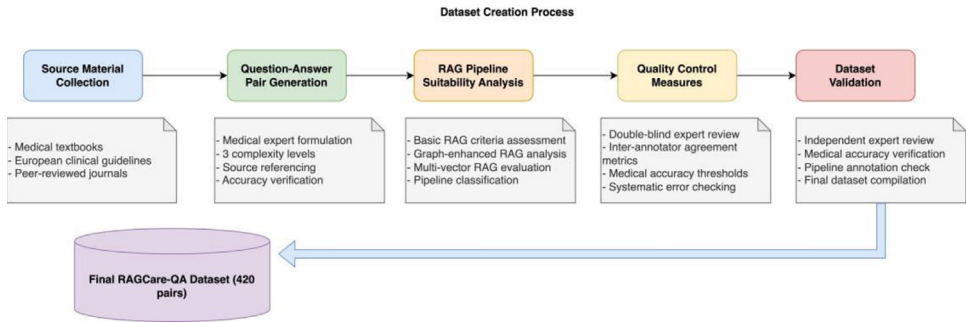 Dataset Creation Process
Source Material
Collection
Question-Answer
Pair Generation
RAG Pipeline
Suitability Analysis
Quality Control
Measures
Dataset
Validation
- Medical textbooks
- European clinical guidelines
- Peer-reviewed journals
- Medical expert formulation
- 3 complexity levels
- Source referencing
- Accuracy verification
- Basic RAG criteria assessment
- Graph-enhanced RAG analysis
- Multi-vector RAG evaluation
- Pipeline classification
- Double-blind expert review
- Inter-annotator agreement
metrics
- Medical accuracy thresholds
- Systematic error checking
- Independent expert review
- Medical accuracy verification
- Pipeline annotation check
- Final dataset compilation
Final RAGCare-QA Dataset (420
pairs)